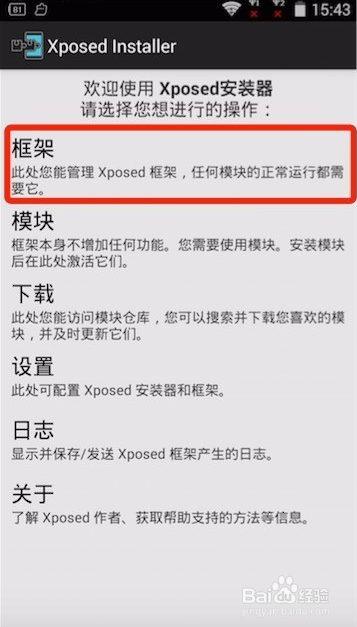 81
15:43
Xposed Installer
欢迎使用 Xposed安装器
请选择您想进行的操作：
框架
此处您能管理 Xposed 框架，任何模块的正常运行都需
要它。
模块
框架本身不增加任何功能。您需要使用模块。安装模块
后在此处激活它们。
下载
此处您能访问模块仓库，您可以搜索并下载您喜欢的模
块，并及时更新它们。
设置
此处可配置 Xposed 安装器和框架。
日志
显示并保存/发送 Xposed 框架产生的日志。
关于
了解 Xposed 作者、获取帮助支持的方法等信息。
Baidu经验
jingyan.baidu.com